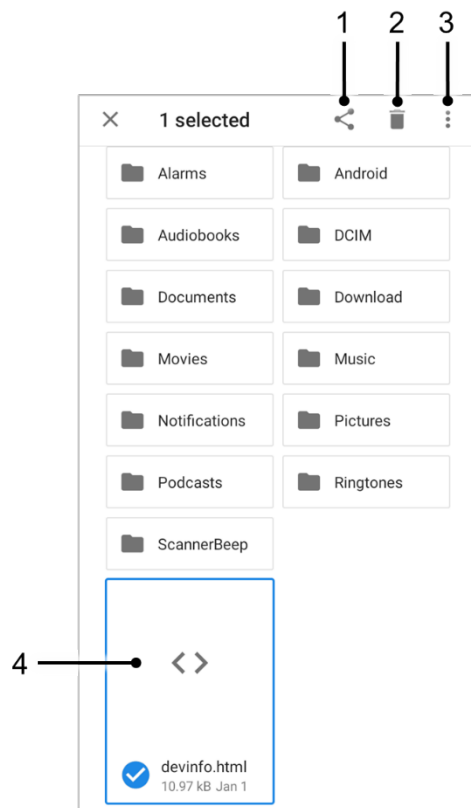 1 2 3
1 selected
Alarms Android
Audiobooks DCIM
Documents Download
Movies Music
Notifications Pictures
Podcasts Ringtones
ScannerBeep
4
devinfo.html
10.97 kB Jan 1